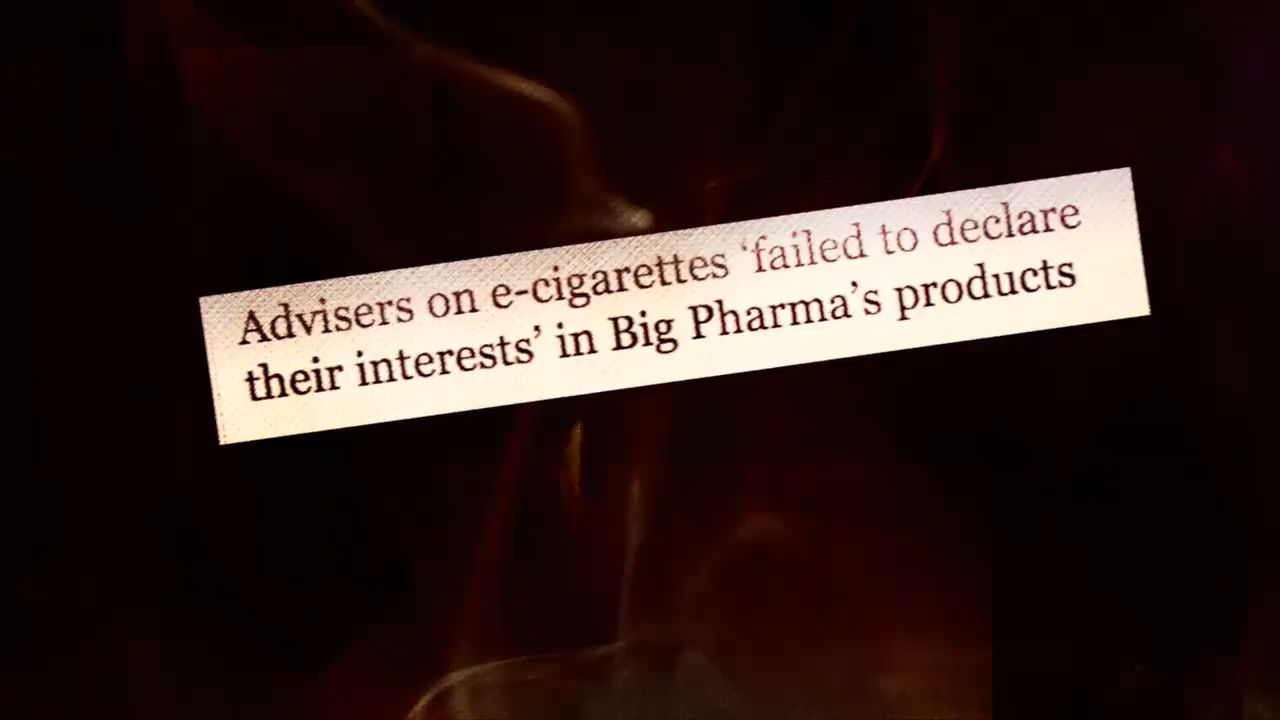 Advisers on e-cigarettes ‘failed to declare
their interests’ in Big Pharma’s products